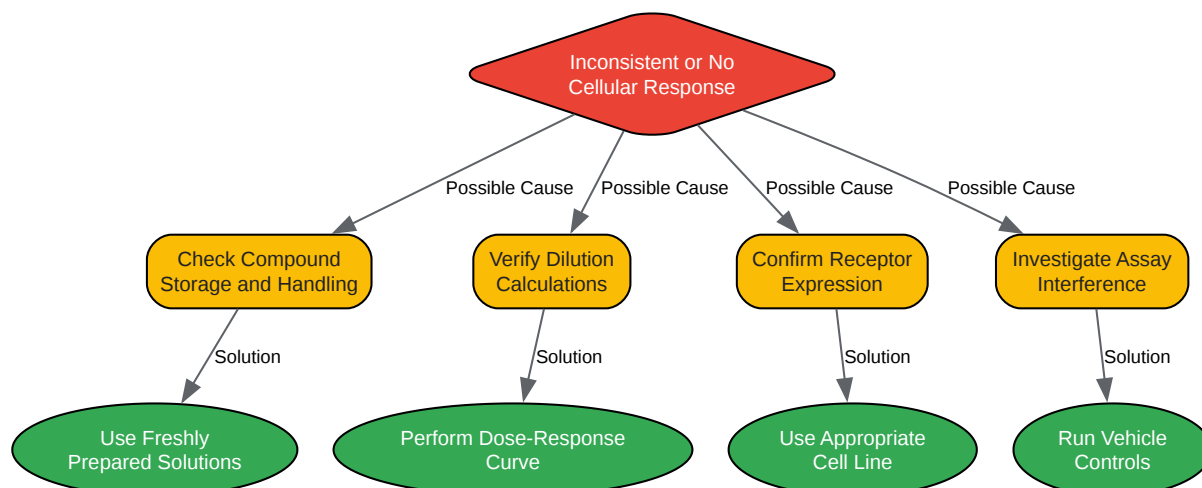 Inconsistent or No
Cellular Response
Possible Cause
Possible Cause
Possible Cause
Possible Cause
Check Compound
Storage and Handling
Verify Dilution
Calculations
Confirm Receptor
Expression
Investigate Assay
Interference
Solution
Solution
Solution
Solution
Use Freshly
Prepared Solutions
Perform Dose-Response
Curve
Use Appropriate
Cell Line
Run Vehicle
Controls